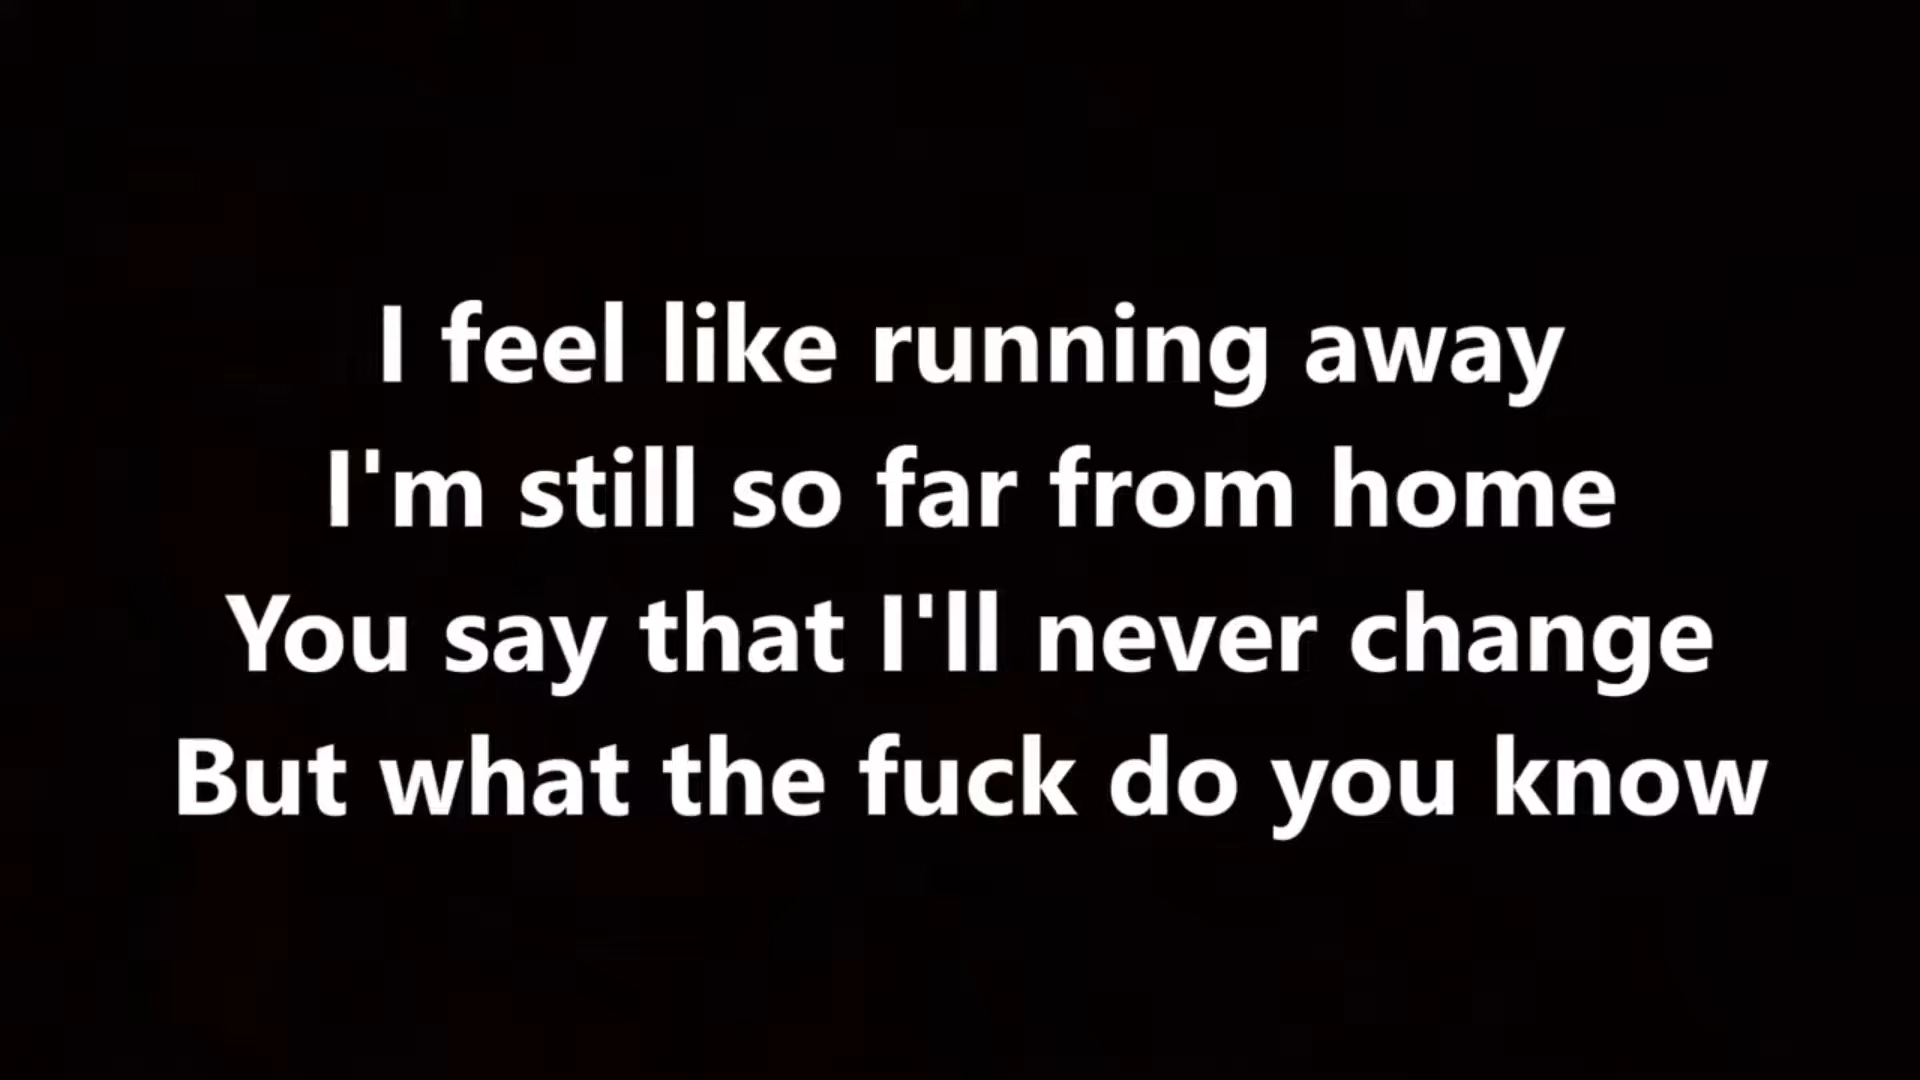 I feel like running away
I'm still so far from home
You say that I'll never change
But what the fuck do you know